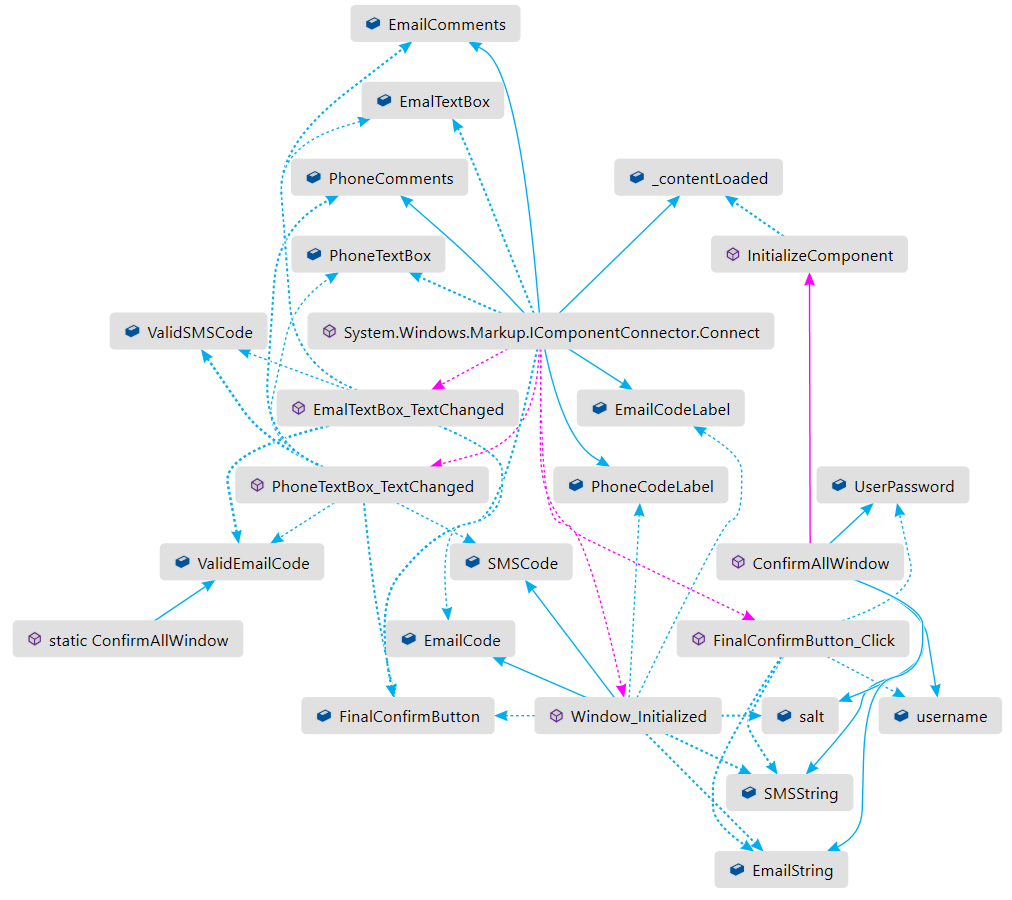 EmailComments
EmalTextBox
PhoneComments
_contentLoaded
PhoneTextBox
InitializeComponent
ValidSMSCode
System.Windows.Markup.IComponentConnector.Connect
EmalTextBox_TextChanged
EmailCodeLabel
PhoneTextBox_TextChanged
PhoneCodeLabel
UserPassword
ValidEmailCode
SMSCode
ConfirmAllWindow
static ConfirmAllWindow
EmailCode
FinalConfirmButton_Click
FinalConfirmButton
Window_Initialized
salt
username
SMSString
EmailString